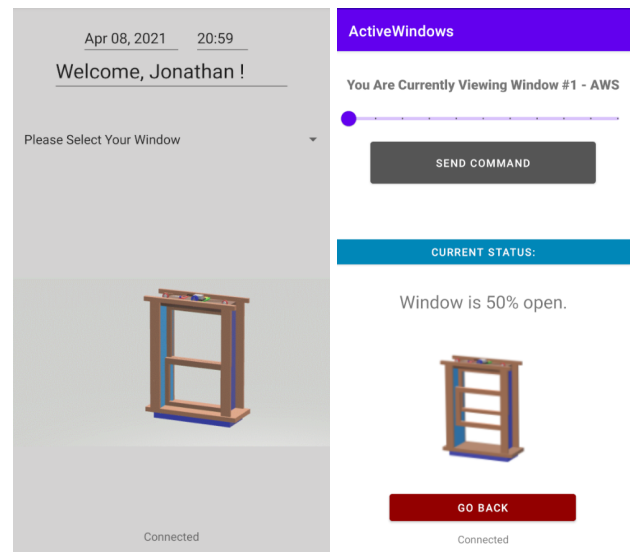 Apr 08, 2021 20:59
Welcome, Jonathan !
Please Select Your Window
Connected
ActiveWindows
You Are Currently Viewing Window #1 - AWS
SEND COMMAND
CURRENT STATUS:
Window is 50% open.
GO BACK
Connected